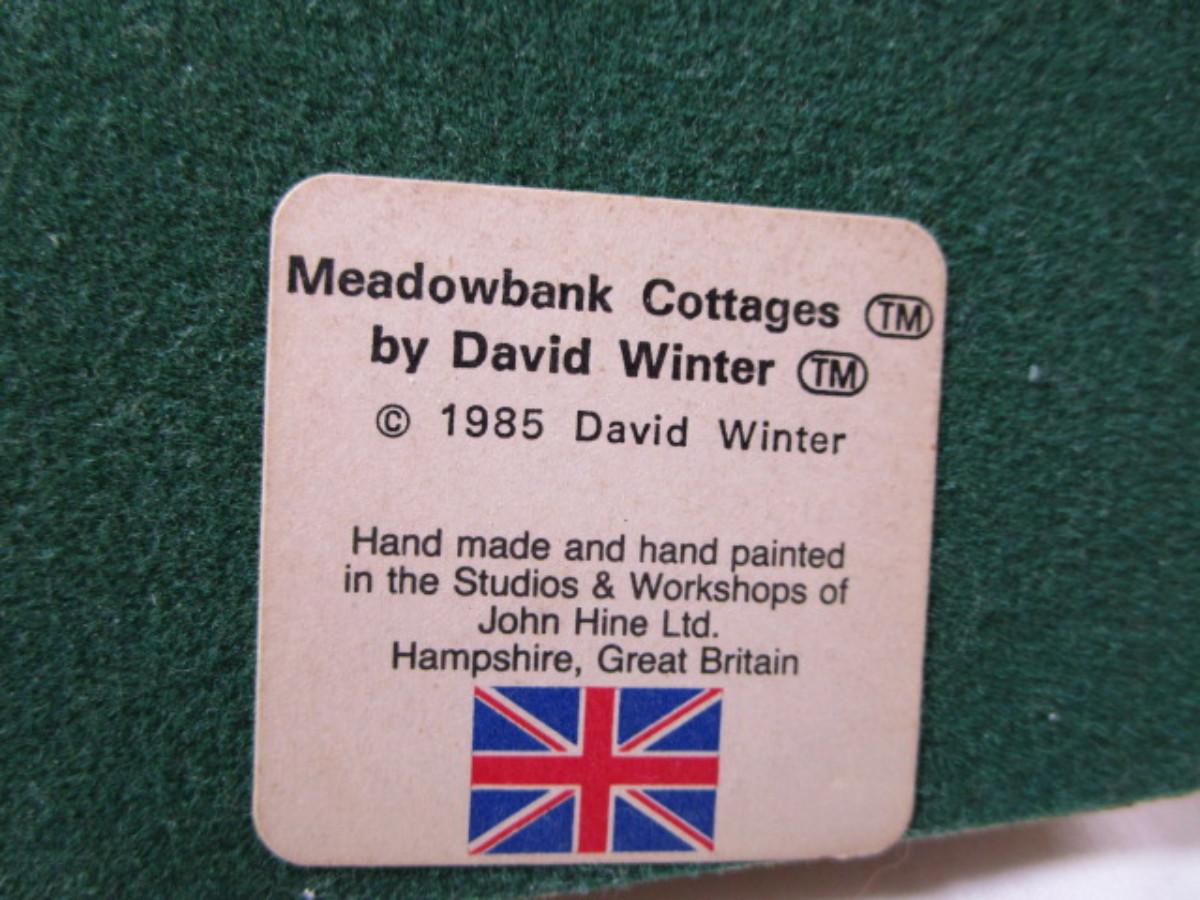 Meadowbank Cottages ™
by David Winter ™
© 1985 David Winter
Hand made and hand painted
in the Studios & Workshops of
John Hine Ltd.
Hampshire, Great Britain